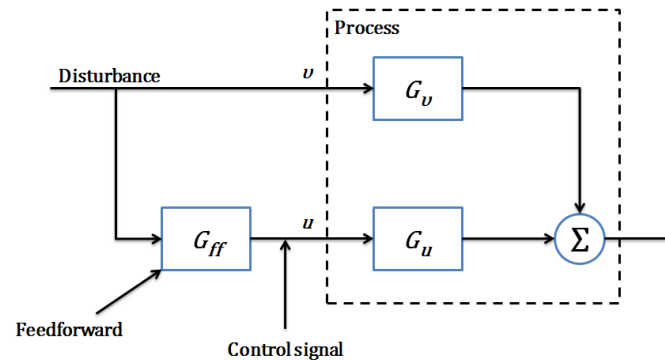 Process
Disturbance
υ
G_υ
u
G_ff
G_u
Σ
Feedforward
Control signal